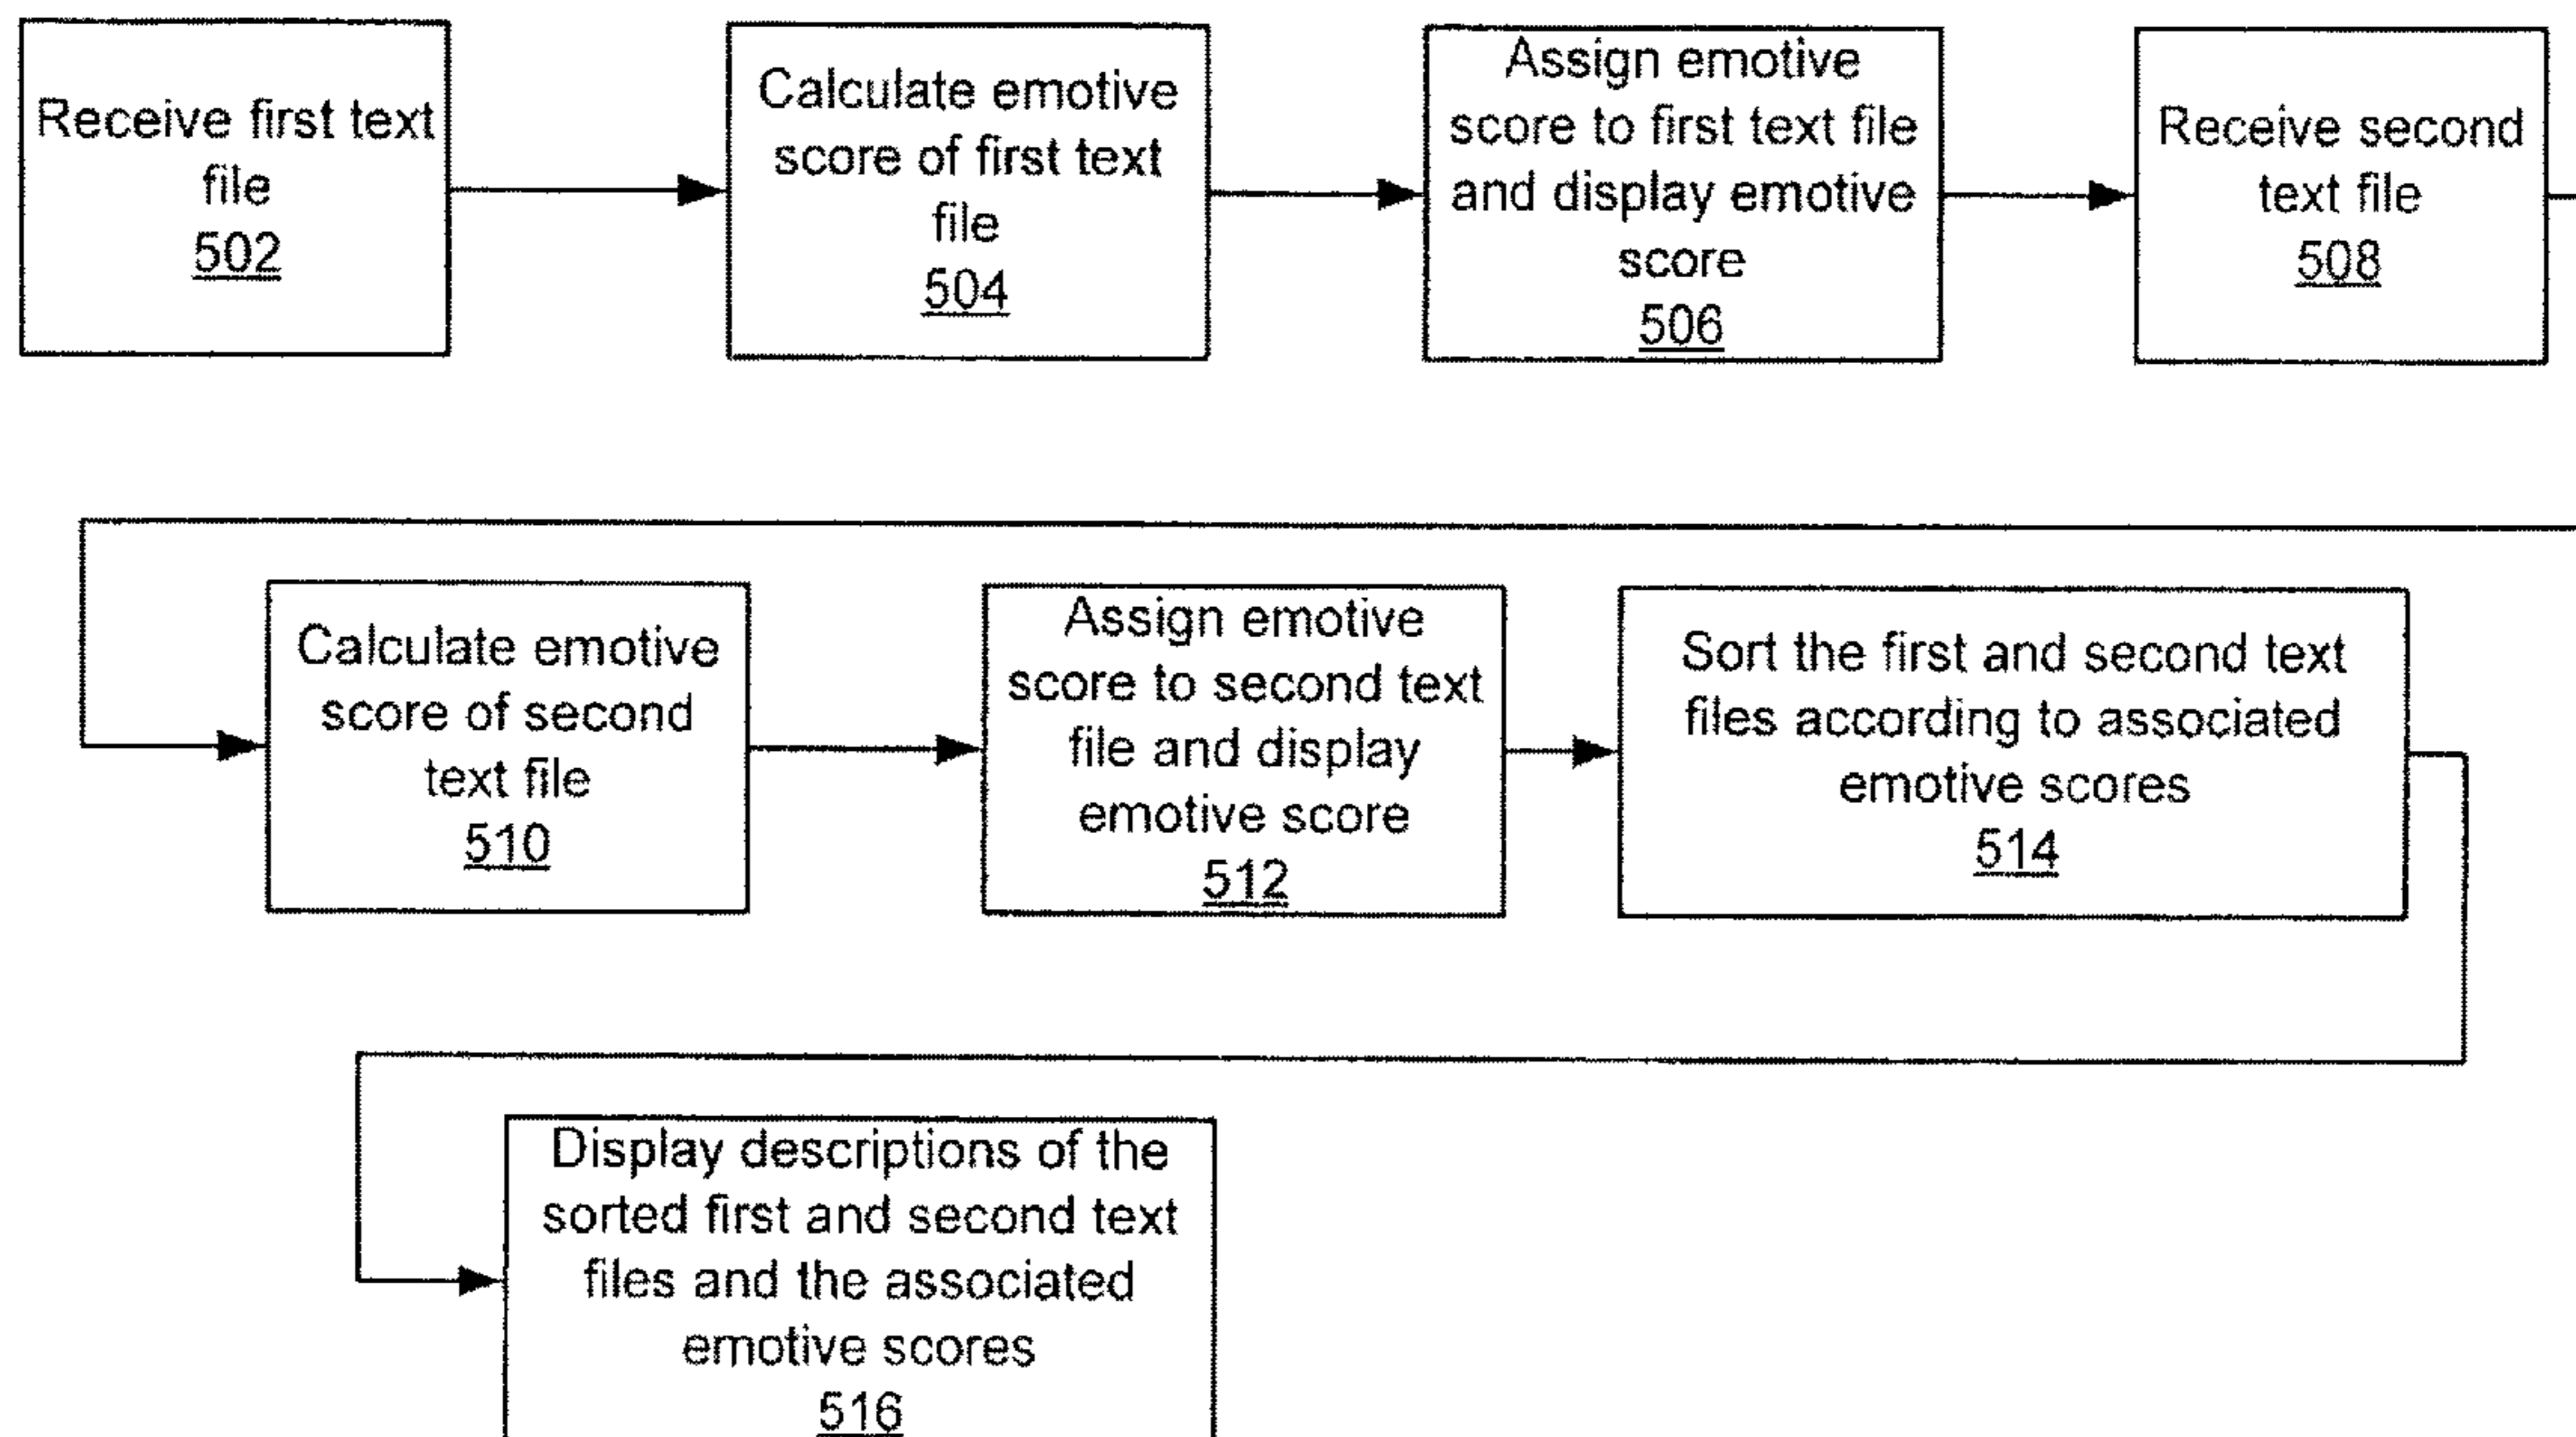 Receive first text
file
502
Calculate emotive
score of first text
file
504
Assign emotive
score to first text file
and display emotive
score
506
Receive second
text file
508
Calculate emotive
score of second
text file
510
Assign emotive
score to second text
file and display
emotive score
512
Sort the first and second text
files according to associated
emotive scores
514
Display descriptions of the
sorted first and second text
files and the associated
emotive scores
516